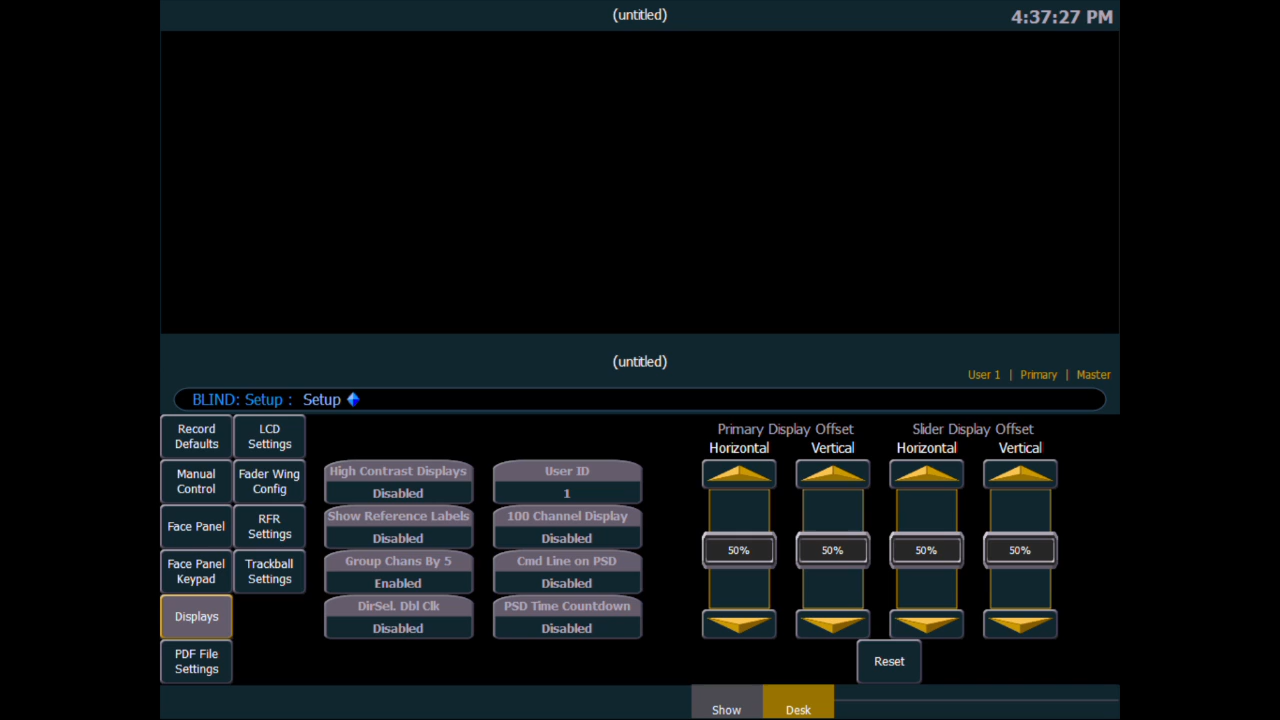 (untitled)
4:37:27 PM
(untitled)
User 1 | Primary | Master
BLIND: Setup : Setup
Record
Defaults
LCD
Settings
Manual
Control
Fader Wing
Config
Face Panel
RFR
Settings
Face Panel
Keypad
Trackball
Settings
Displays
PDF File
Settings
High Contrast Displays
Disabled
User ID
1
Show Reference Labels
Disabled
100 Channel Display
Disabled
Group Chans By 5
Enabled
Cmd Line on PSD
Disabled
DirSel. Dbl Clk
Disabled
PSD Time Countdown
Disabled
Primary Display Offset
Horizontal
Vertical
50%
50%
Slider Display Offset
Horizontal
Vertical
50%
50%
Reset
Show
Desk